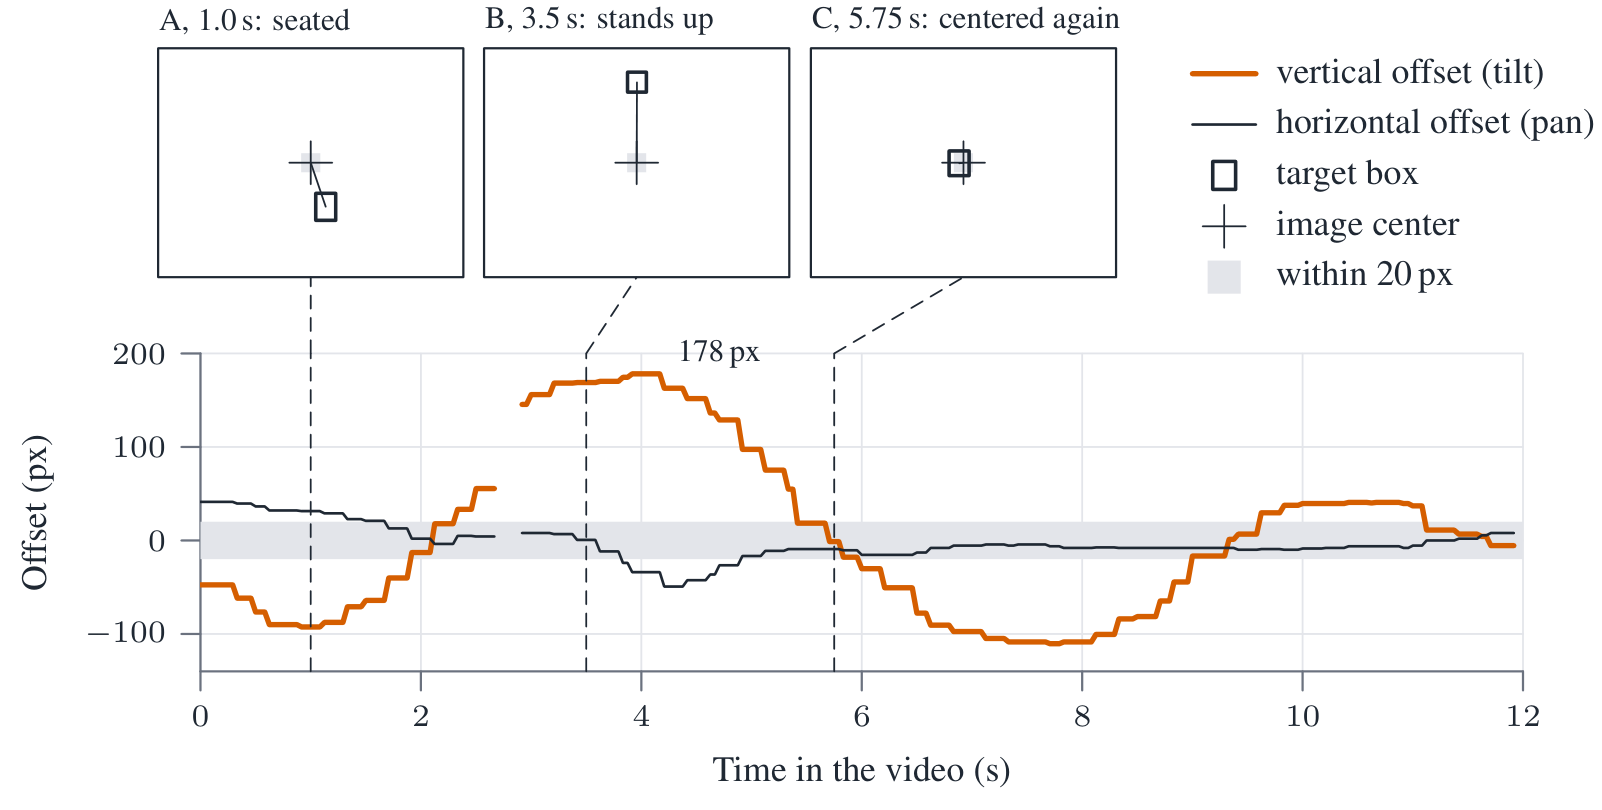 A, 1.0 s: seated
B, 3.5 s: stands up
C, 5.75 s: centered again
vertical offset (tilt)
horizontal offset (pan)
target box
image center
within 20 px
178 px
200
100
0
−100
Offset (px)
0 2 4 6 8 10 12
Time in the video (s)